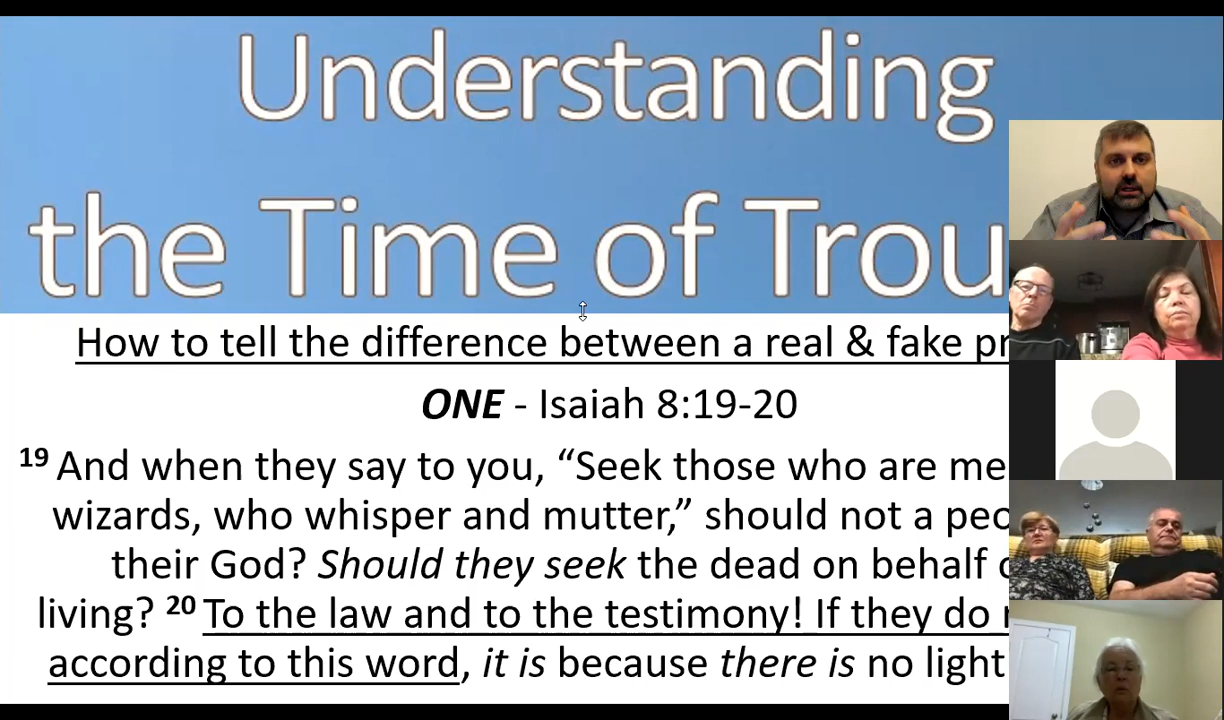 Understanding
the Time of Trou
How to tell the difference between a real & fake pr
ONE - Isaiah 8:19-20
19 And when they say to you, “Seek those who are me
wizards, who whisper and mutter,” should not a peo
their God? Should they seek the dead on behalf o
living? 20 To the law and to the testimony! If they do
according to this word, it is because there is no light